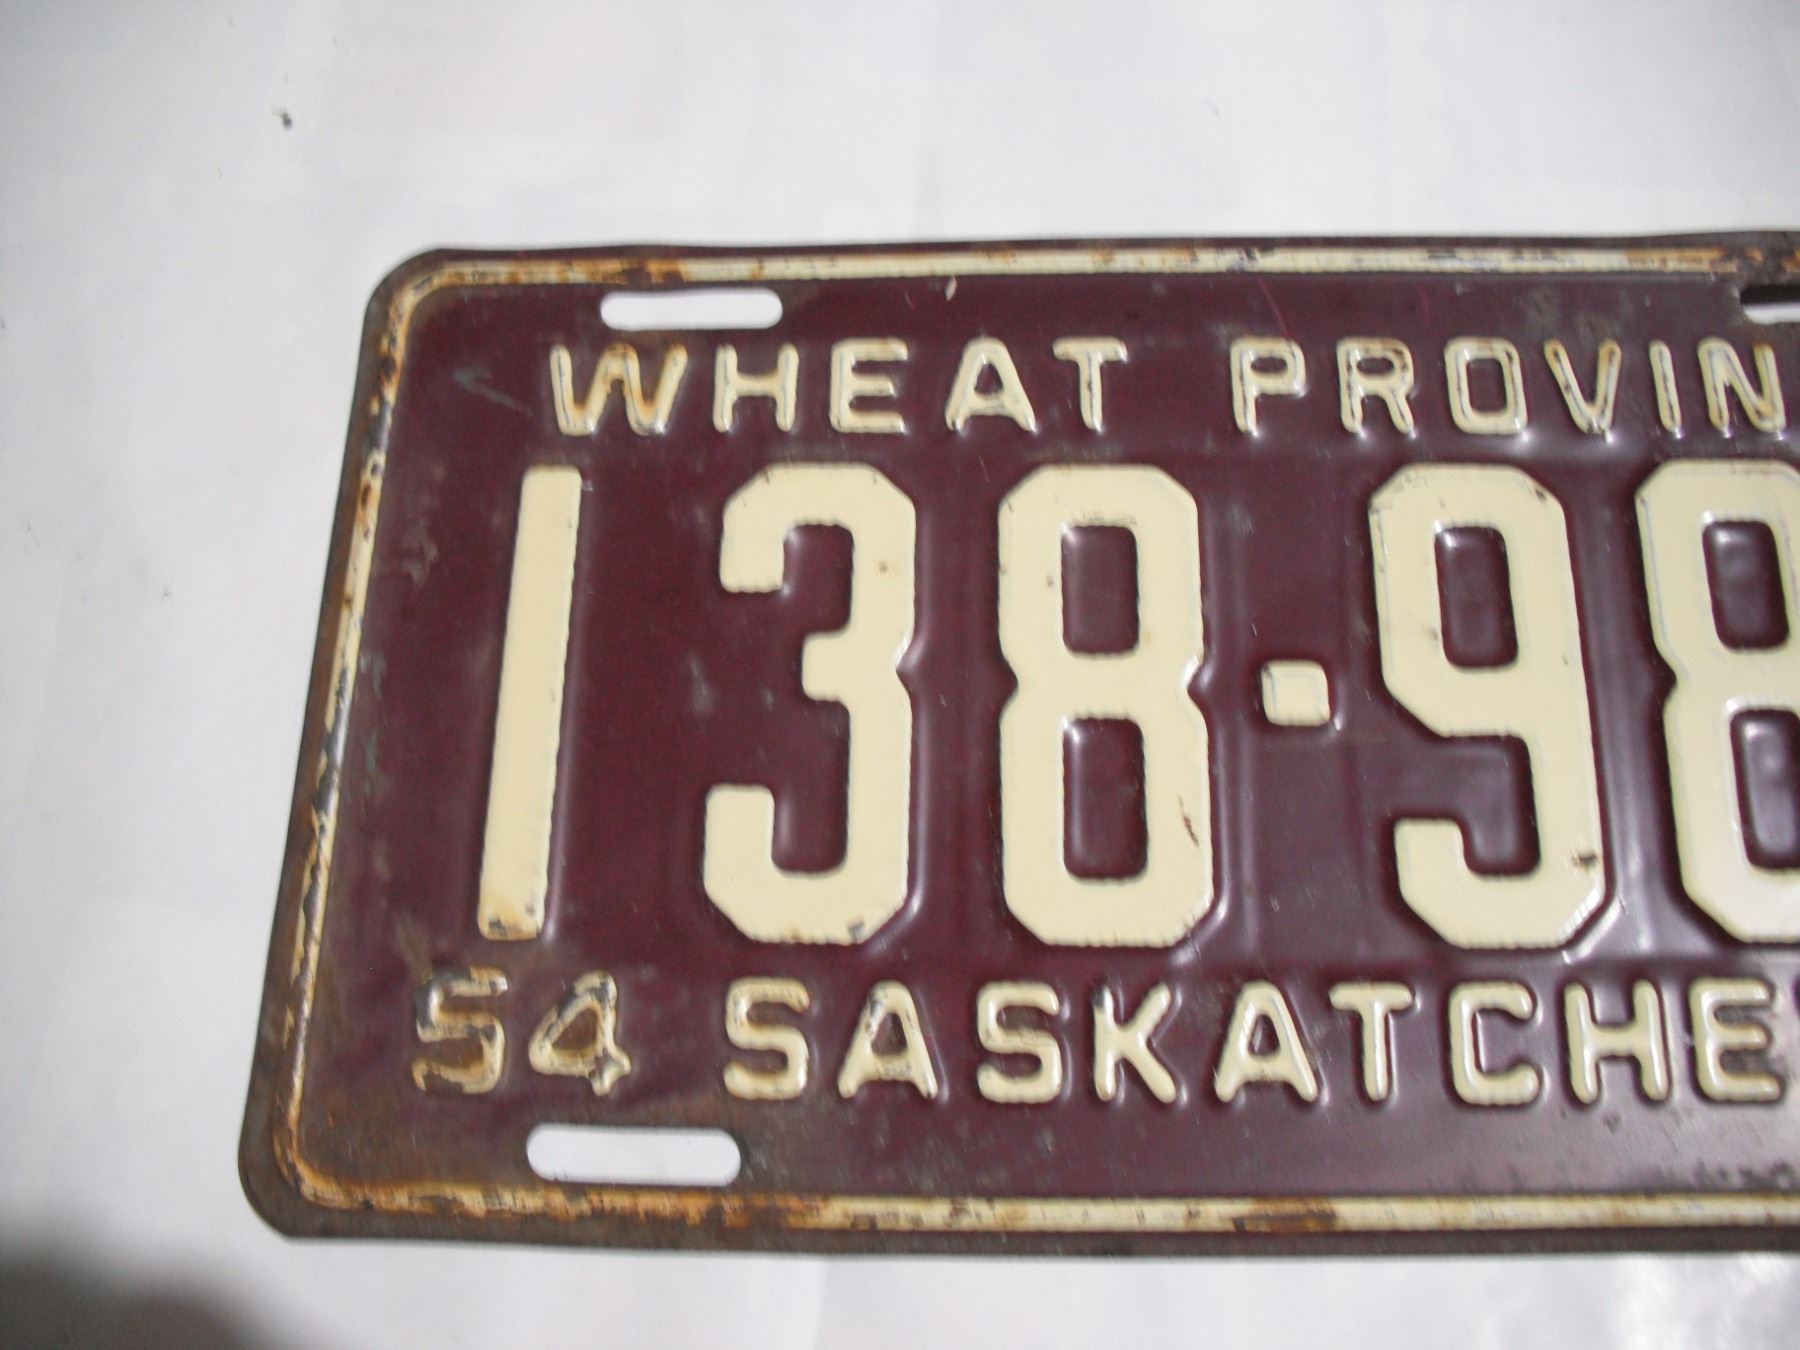 WHEAT PROVIN
138-98
54 SASKATCHE